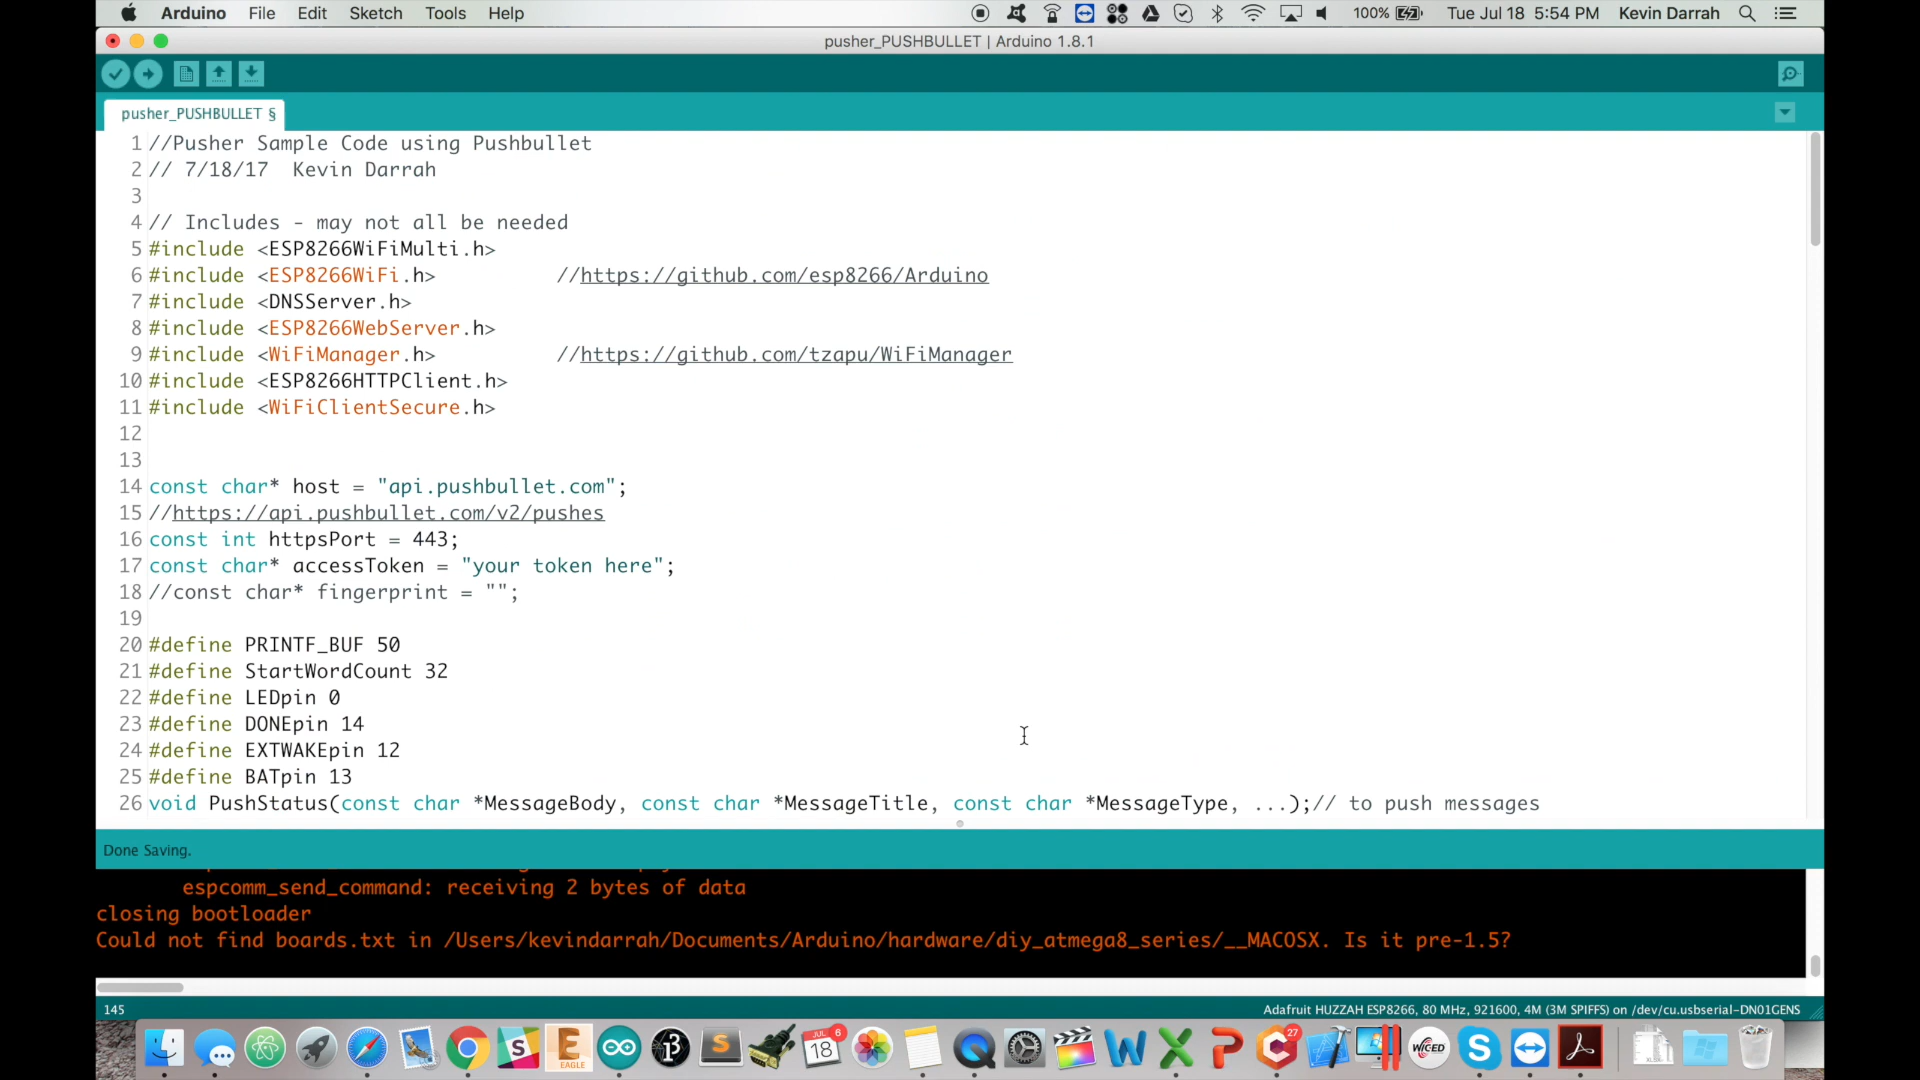 Arduino File Edit Sketch Tools Help 100% Tue Jul 18 5:54 PM Kevin Darrah
pusher_PUSHBULLET | Arduino 1.8.1
pusher_PUSHBULLET §
1 //Pusher Sample Code using Pushbullet
2 // 7/18/17  Kevin Darrah
3
4 // Includes - may not all be needed
5 #include <ESP8266WiFiMulti.h>
6 #include <ESP8266WiFi.h>          //https://github.com/esp8266/Arduino
7 #include <DNSServer.h>
8 #include <ESP8266WebServer.h>
9 #include <WiFiManager.h>          //https://github.com/tzapu/WiFiManager
10 #include <ESP8266HTTPClient.h>
11 #include <WiFiClientSecure.h>
12
13
14 const char* host = "api.pushbullet.com";
15 //https://api.pushbullet.com/v2/pushes
16 const int httpsPort = 443;
17 const char* accessToken = "your token here";
18 //const char* fingerprint = "";
19
20 #define PRINTF_BUF 50
21 #define StartWordCount 32
22 #define LEDpin 0
23 #define DONEpin 14
24 #define EXTWAKEpin 12
25 #define BATpin 13
26 void PushStatus(const char *MessageBody, const char *MessageTitle, const char *MessageType, ...);// to push messages
Done Saving.
espcomm_send_command: receiving 2 bytes of data
closing bootloader
Could not find boards.txt in /Users/kevindarrah/Documents/Arduino/hardware/diy_atmega8_series/__MACOSX. Is it pre-1.5?
145
Adafruit HUZZAH ESP8266, 80 MHz, 921600, 4M (3M SPIFFS) on /dev/cu.usbserial-DN01GENS
EAGLE
JUL
18
6
27
WICED